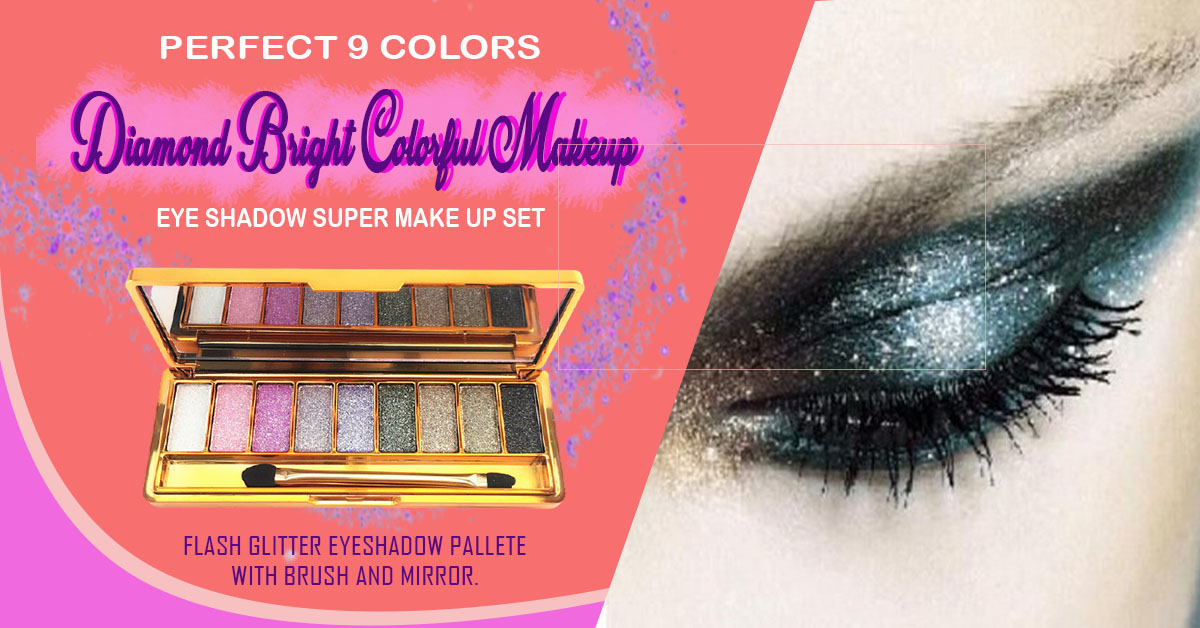 PERFECT 9 COLORS
Diamond Bright Colorful Makeup
EYE SHADOW SUPER MAKE UP SET
FLASH GLITTER EYESHADOW PALLETE
WITH BRUSH AND MIRROR.